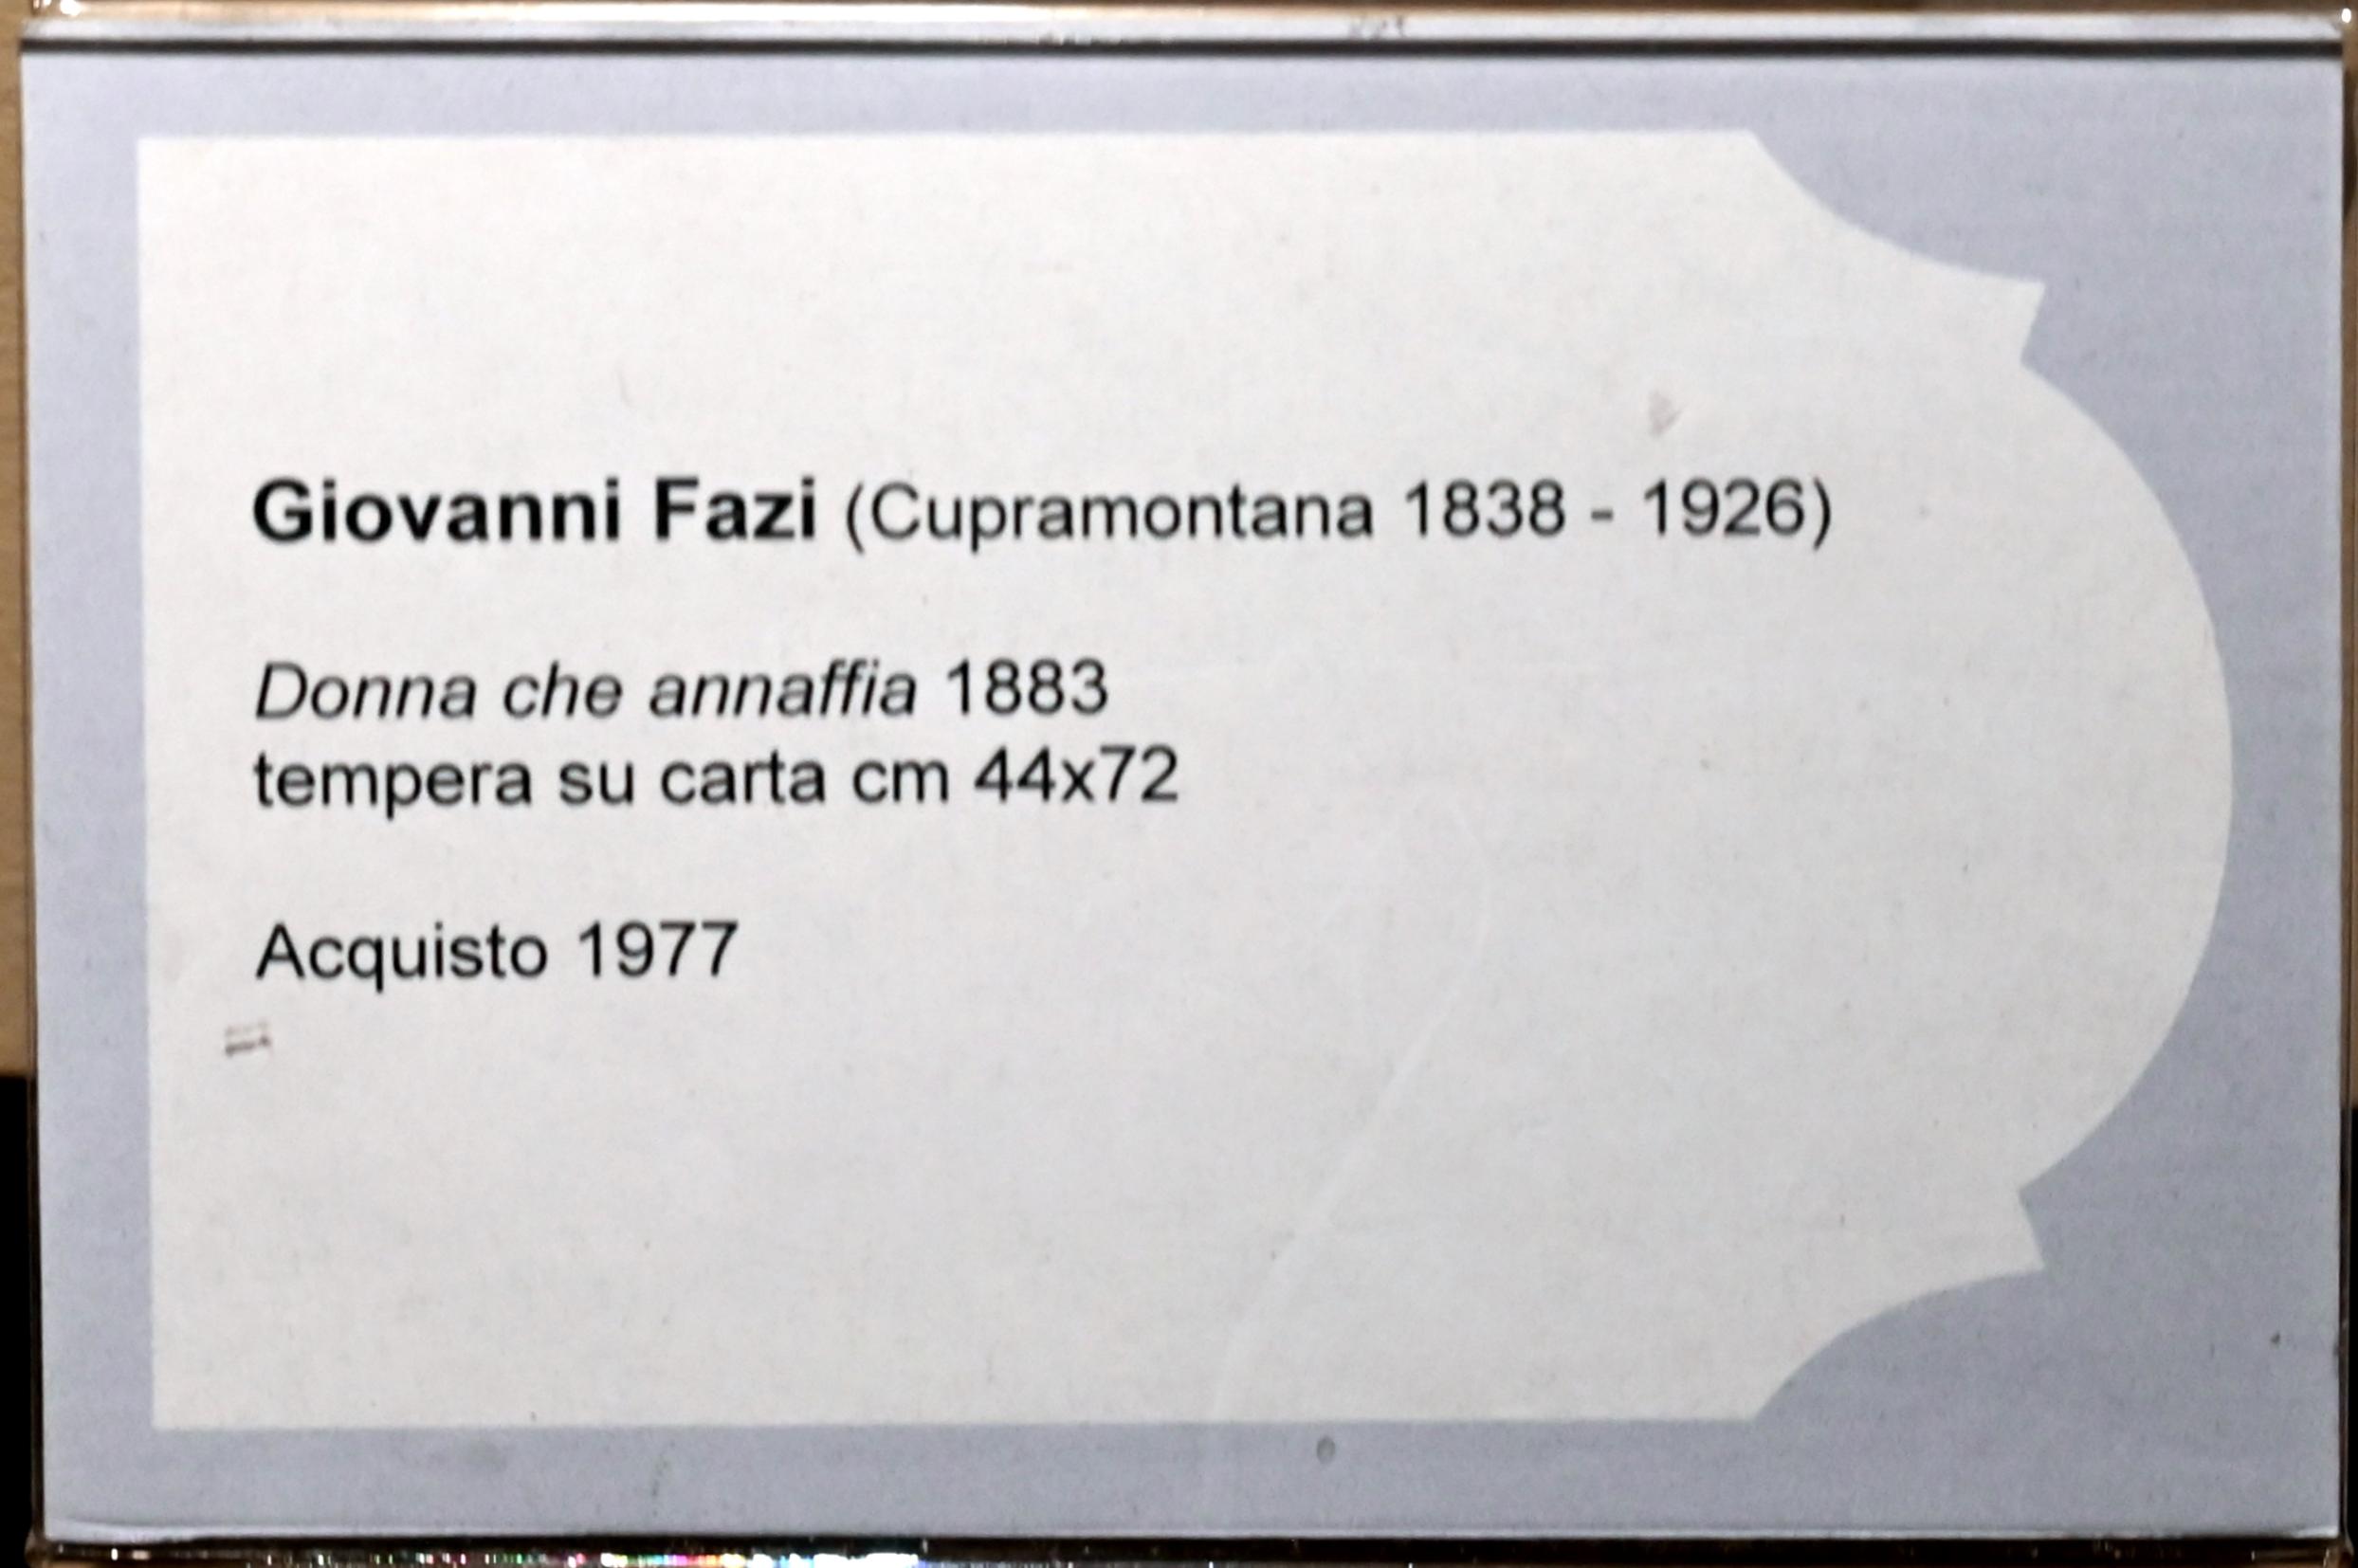 Giovanni Fazi (Cupramontana 1838 - 1926)
Donna che annaffia 1883
tempera su carta cm 44x72
Acquisto 1977